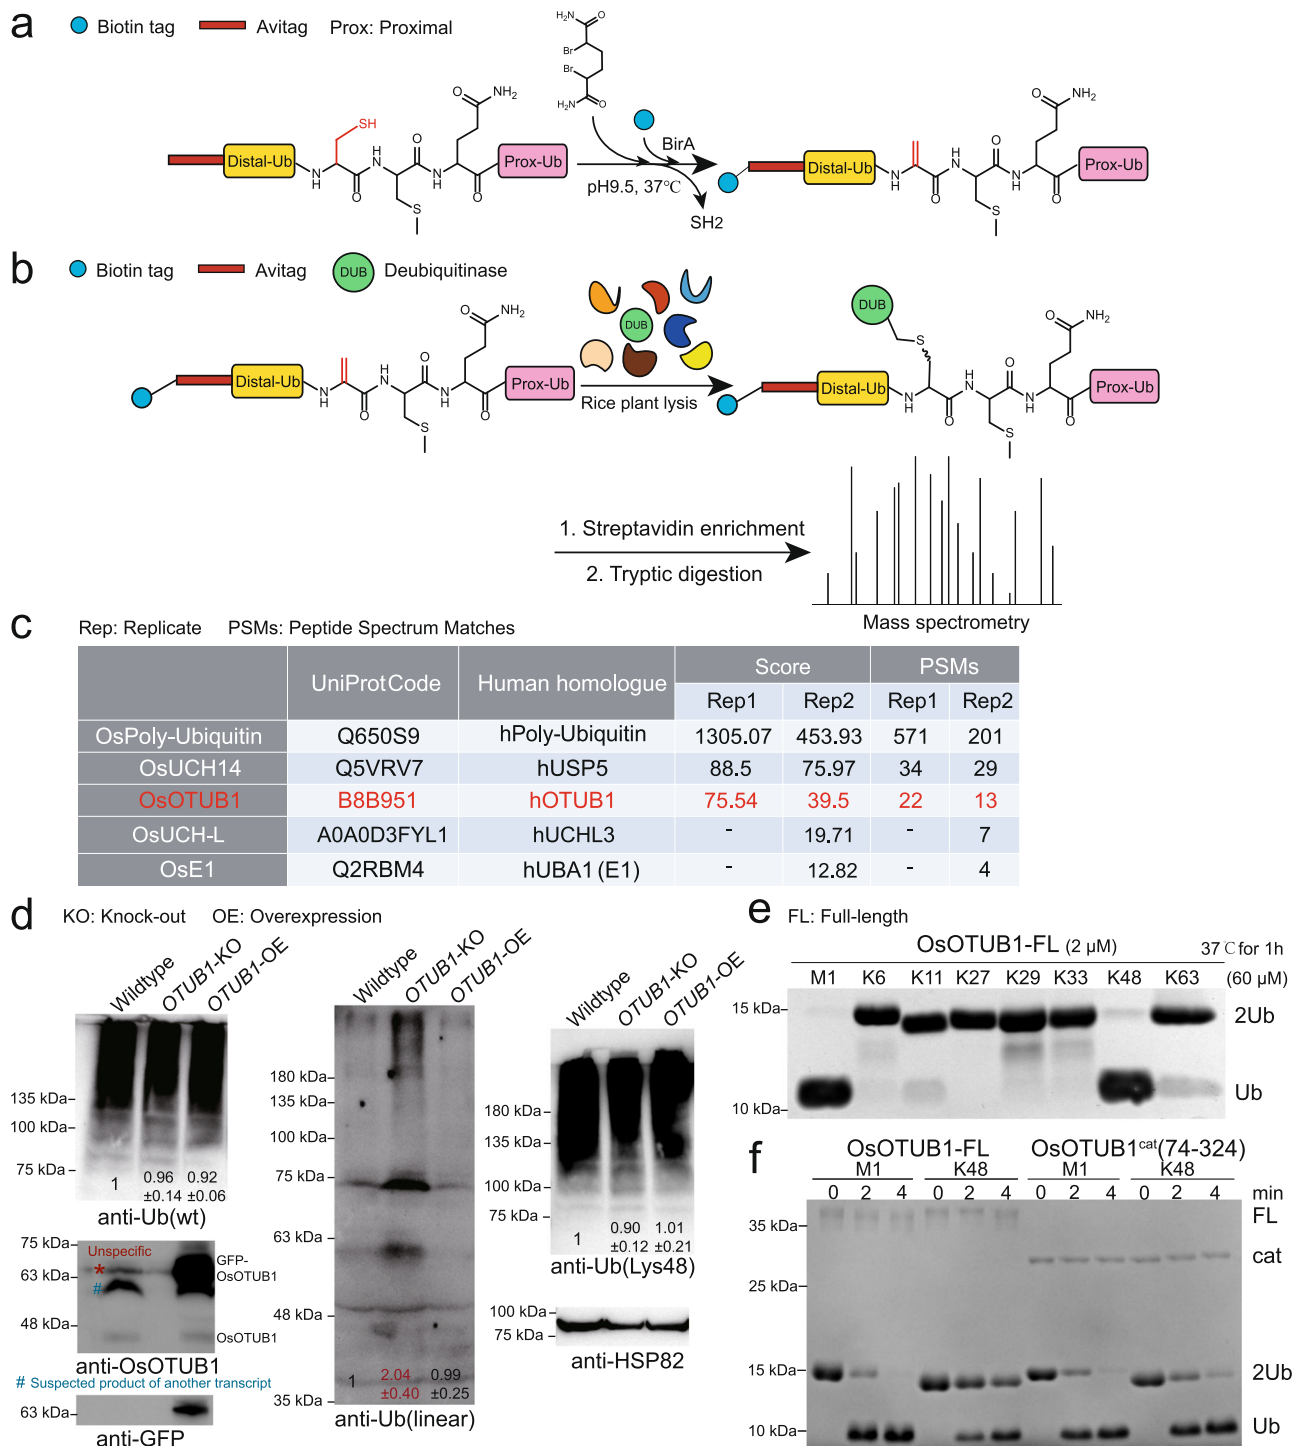 a
Biotin tag Avitag Prox: Proximal
H₂N O
Br
Br
H₂N O
SH
O NH₂
Distal-Ub N H O H N O S N H O Prox-Ub
BirA
pH9.5, 37℃
SH2
O NH₂
Distal-Ub N H O H N O S N H O Prox-Ub
b
Biotin tag Avitag DUB Deubiquitinase
O NH₂
Distal-Ub N H O H N O S N H O Prox-Ub
DUB
Rice plant lysis
DUB
S
O NH₂
Distal-Ub N H O H N O S N H O Prox-Ub
1. Streptavidin enrichment
2. Tryptic digestion
Mass spectrometry
c
Rep: Replicate PSMs: Peptide Spectrum Matches
UniProtCode Human homologue Score PSMs
Rep1 Rep2 Rep1 Rep2
OsPoly-Ubiquitin Q650S9 hPoly-Ubiquitin 1305.07 453.93 571 201
OsUCH14 Q5VRV7 hUSP5 88.5 75.97 34 29
OsOTUB1 B8B951 hOTUB1 75.54 39.5 22 13
OsUCH-L A0A0D3FYL1 hUCHL3 - 19.71 - 7
OsE1 Q2RBM4 hUBA1 (E1) - 12.82 - 4
d
KO: Knock-out OE: Overexpression
Wildtype OTUB1-KO OTUB1-OE
135 kDa
100 kDa
75 kDa
1 0.96 ±0.14 0.92 ±0.06
anti-Ub(wt)
75 kDa
63 kDa
48 kDa
Unspecific
*
#
GFP-OsOTUB1
OsOTUB1
anti-OsOTUB1
# Suspected product of another transcript
63 kDa
anti-GFP
Wildtype OTUB1-KO OTUB1-OE
180 kDa
135 kDa
100 kDa
75 kDa
63 kDa
48 kDa
35 kDa
1 2.04 ±0.40 0.99 ±0.25
anti-Ub(linear)
Wildtype OTUB1-KO OTUB1-OE
180 kDa
135 kDa
100 kDa
75 kDa
1 0.90 ±0.12 1.01 ±0.21
anti-Ub(Lys48)
100 kDa
75 kDa
anti-HSP82
e
FL: Full-length
OsOTUB1-FL (2 μM) 37℃ for 1h
M1 K6 K11 K27 K29 K33 K48 K63 (60 μM)
15 kDa
2Ub
10 kDa
Ub
f
OsOTUB1-FL OsOTUB1cat(74-324)
M1 K48 M1 K48
0 2 4 0 2 4 0 2 4 0 2 4 min
35 kDa
FL
cat
25 kDa
15 kDa
2Ub
10 kDa
Ub